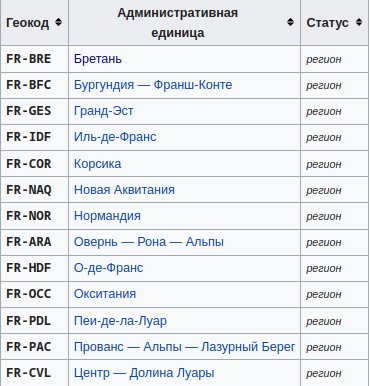 Геокод Административная единица Статус
FR-BRE Бретань регион
FR-BFC Бургундия — Франш-Конте регион
FR-GES Гранд-Эст регион
FR-IDF Иль-де-Франс регион
FR-COR Корсика регион
FR-NAQ Новая Аквитания регион
FR-NOR Нормандия регион
FR-ARA Овернь — Рона — Альпы регион
FR-HDF О-де-Франс регион
FR-OCC Окситания регион
FR-PDL Пеи-де-ла-Луар регион
FR-PAC Прованс — Альпы — Лазурный Берег регион
FR-CVL Центр — Долина Луары регион